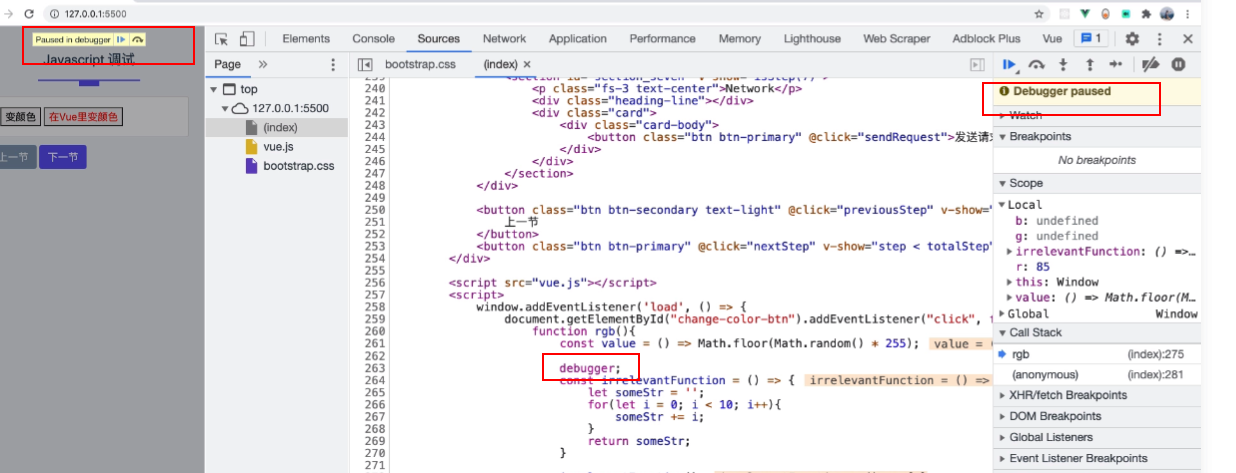 127.0.0.1:5500
Paused in debugger
Javascript 调试
变颜色 在Vue里变颜色
上一节 下一节
Elements Console Sources Network Application Performance Memory Lighthouse Web Scraper Adblock Plus Vue 1
Page »
top
127.0.0.1:5500
(index)
vue.js
bootstrap.css
bootstrap.css (index) ×
240 <p class="fs-3 text-center">Network</p>
241 <div class="heading-line"></div>
242 <div class="card">
243 <div class="card-body">
244 <button class="btn btn-primary" @click="sendRequest">发送请求
245 </div>
246 </div>
247 </section>
248 </div>
249
250 <button class="btn btn-secondary text-light" @click="previousStep" v-show="
251 上一节
252 </button>
253 <button class="btn btn-primary" @click="nextStep" v-show="step < totalStep"
254 </div>
255
256 <script src="vue.js"></script>
257 <script>
258 window.addEventListener('load', () => {
259 document.getElementById("change-color-btn").addEventListener("click",
260 function rgb(){
261 const value = () => Math.floor(Math.random() * 255); value =
262
263 debugger;
264 const irrelevantFunction = () => { irrelevantFunction = () =>
265 let someStr = '';
266 for(let i = 0; i < 10; i++){
267 someStr += i;
268 }
269 return someStr;
270 }
271
Debugger paused
Watch
Breakpoints
No breakpoints
Scope
Local
b: undefined
g: undefined
irrelevantFunction: () =>…
r: 85
this: Window
value: () => Math.floor(M…
Global Window
Call Stack
rgb (index):275
(anonymous) (index):281
XHR/fetch Breakpoints
DOM Breakpoints
Global Listeners
Event Listener Breakpoints